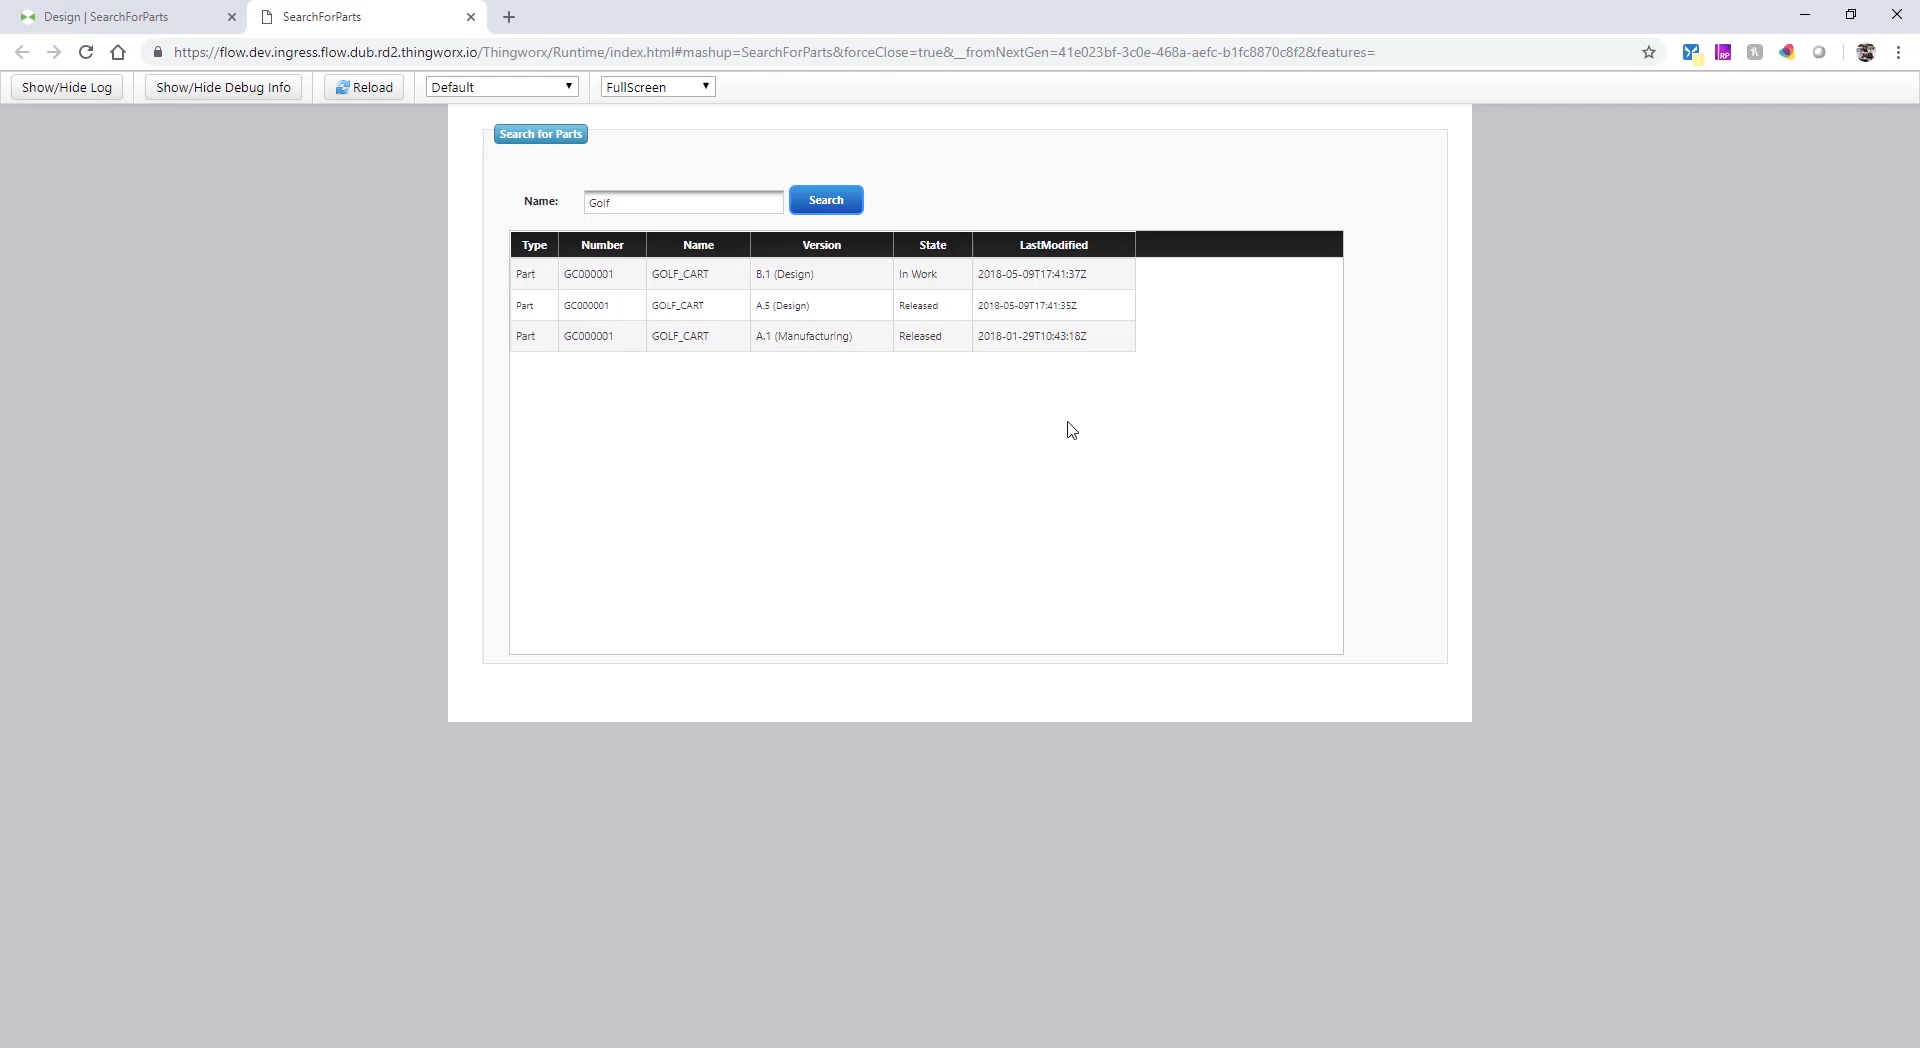 Design | SearchForParts
SearchForParts
https://flow.dev.ingress.flow.dub.rd2.thingworx.io/Thingworx/Runtime/index.html#mashup=SearchForParts&forceClose=true&__fromNextGen=41e023bf-3c0e-468a-aefc-b1fc8870c8f2&features=
Show/Hide Log Show/Hide Debug Info Reload Default FullScreen
Search for Parts
Name: Golf Search
Type Number Name Version State LastModified
Part GC000001 GOLF_CART B.1 (Design) In Work 2018-05-09T17:41:37Z
Part GC000001 GOLF_CART A.5 (Design) Released 2018-05-09T17:41:35Z
Part GC000001 GOLF_CART A.1 (Manufacturing) Released 2018-01-29T10:43:18Z